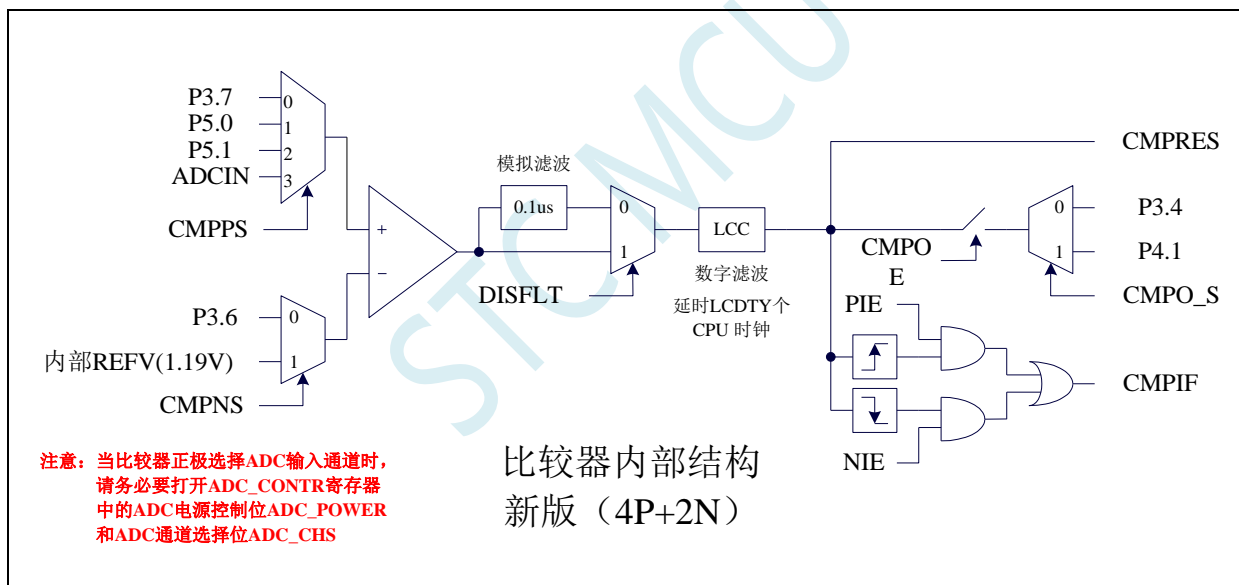 STC MCU
P3.7
P5.0
P5.1
ADCIN
0
1
2
3
CMPPS
+
−
P3.6
内部REFV(1.19V)
0
1
CMPNS
模拟滤波
0.1us
0
1
DISFLT
LCC
数字滤波
延时LCDTY个
CPU 时钟
CMPRES
CMPO
E
0
1
P3.4
P4.1
CMPO_S
PIE
NIE
CMPIF
注意：当比较器正极选择ADC输入通道时，
请务必要打开ADC_CONTR寄存器
中的ADC电源控制位ADC_POWER
和ADC通道选择位ADC_CHS
比较器内部结构
新版（4P+2N）